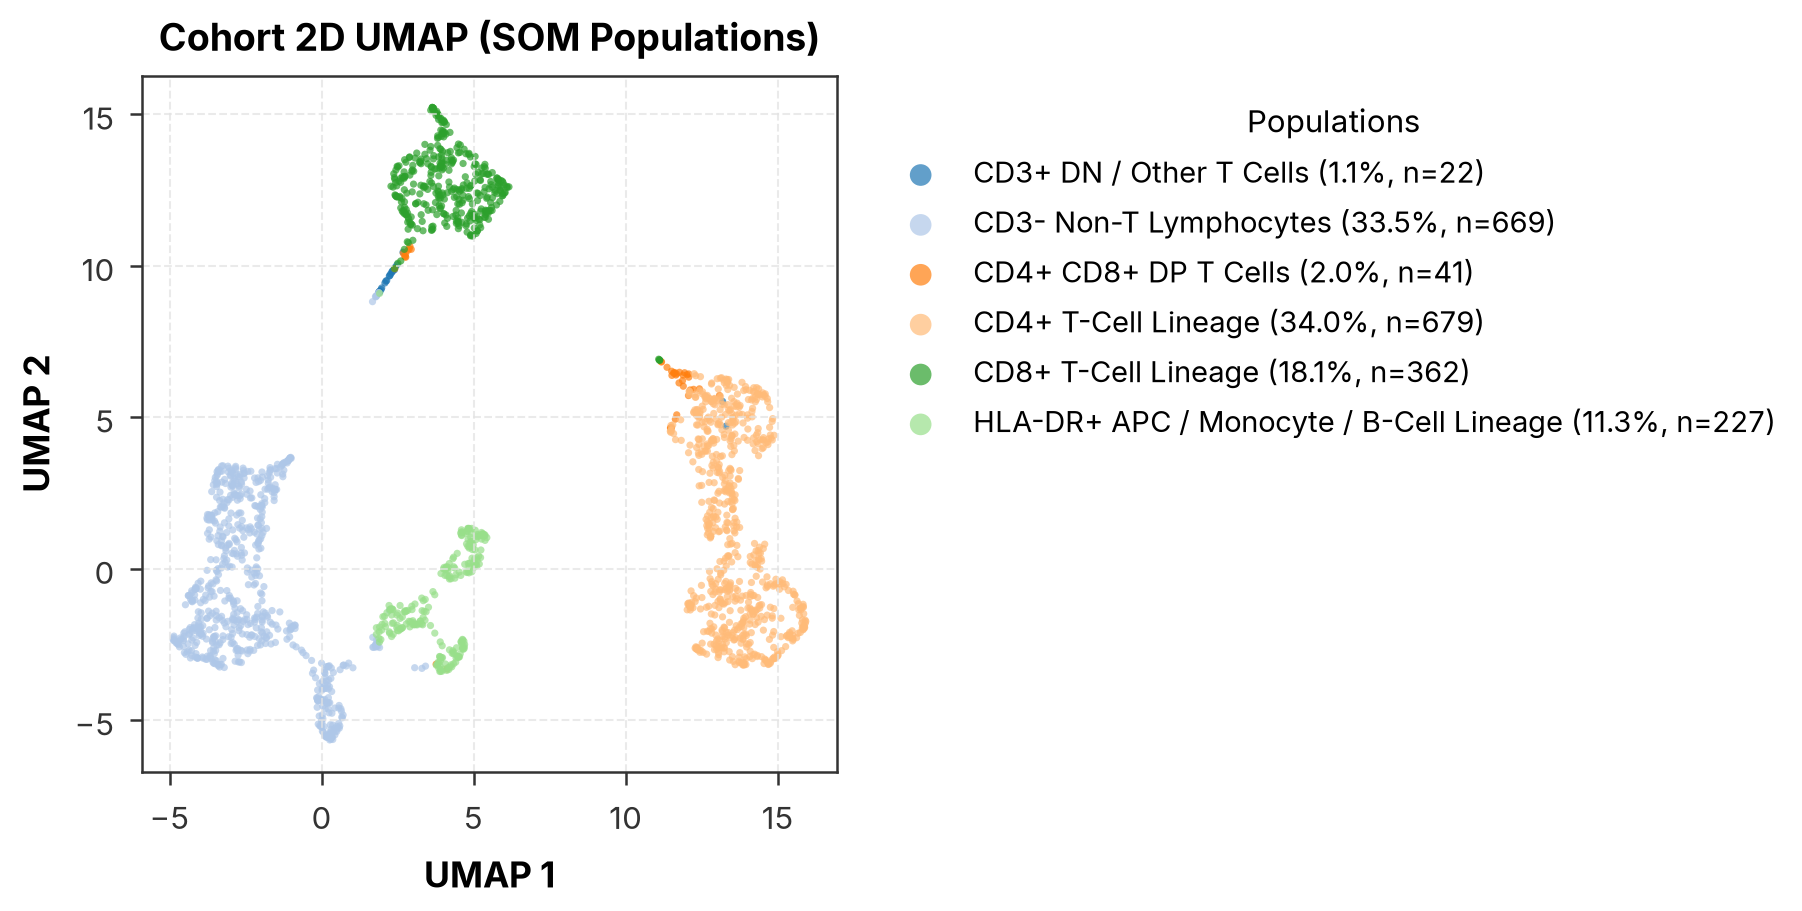 Cohort 2D UMAP (SOM Populations)
15
10
5
0
−5
UMAP 2
−5
0
5
10
15
UMAP 1
Populations
CD3+ DN / Other T Cells (1.1%, n=22)
CD3- Non-T Lymphocytes (33.5%, n=669)
CD4+ CD8+ DP T Cells (2.0%, n=41)
CD4+ T-Cell Lineage (34.0%, n=679)
CD8+ T-Cell Lineage (18.1%, n=362)
HLA-DR+ APC / Monocyte / B-Cell Lineage (11.3%, n=227)